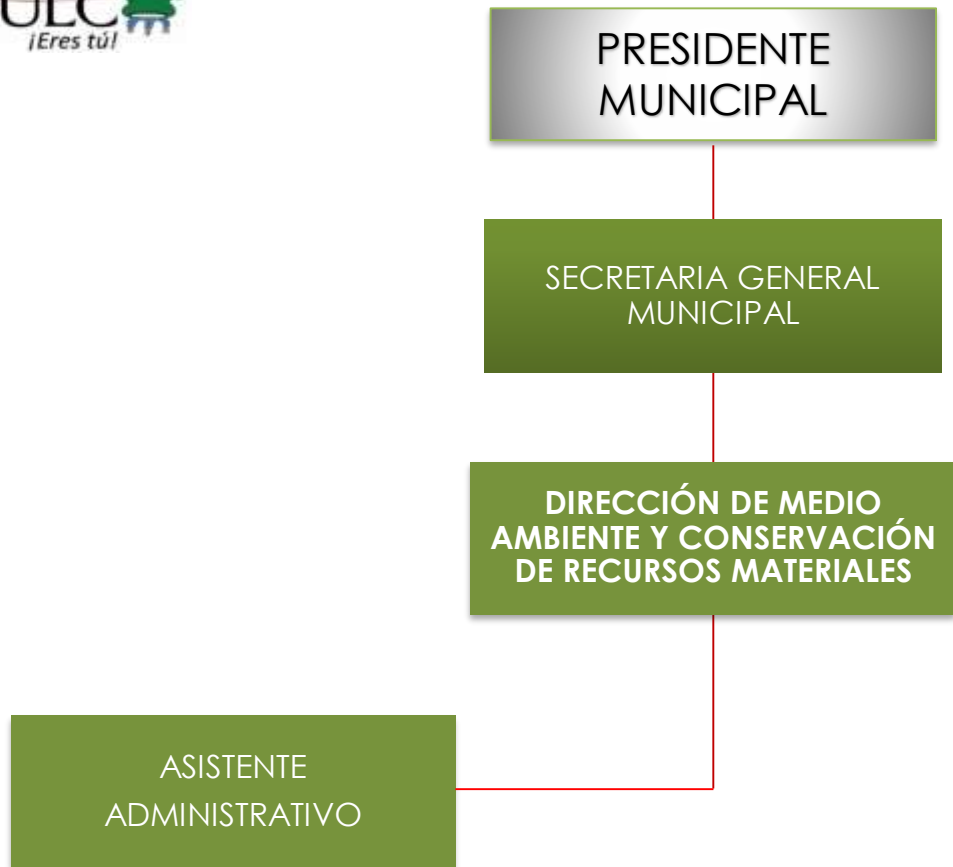 ¡Eres tú!
PRESIDENTE
MUNICIPAL
SECRETARIA GENERAL
MUNICIPAL
DIRECCIÓN DE MEDIO
AMBIENTE Y CONSERVACIÓN
DE RECURSOS MATERIALES
ASISTENTE
ADMINISTRATIVO